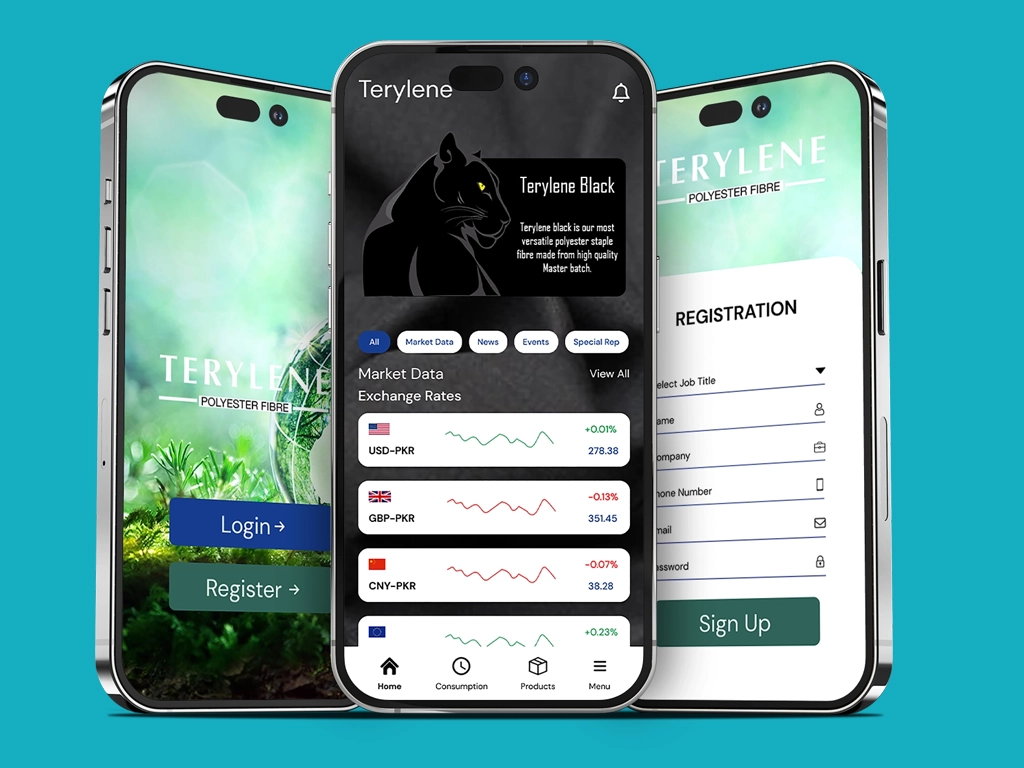 TERYLENE
POLYESTER FIBRE
Login
Register
Terylene
Terylene Black
Terylene black is our most
versatile polyester staple
fibre made from high quality
Master batch.
All
Market Data
News
Events
Special Rep
Market Data
View All
Exchange Rates
+0.01%
USD-PKR
278.38
-0.13%
GBP-PKR
351.45
-0.07%
CNY-PKR
38.28
+0.23%
Home
Consumption
Products
Menu
TERYLENE
POLYESTER FIBRE
REGISTRATION
elect Job Title
ame
ompany
hone Number
mail
assword
Sign Up